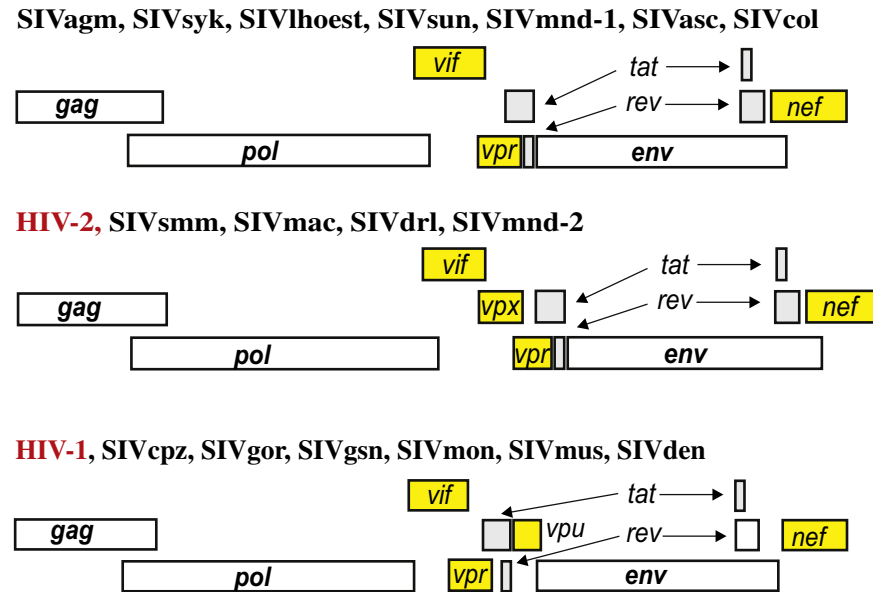 SIVagm, SIVsyk, SIVlhoest, SIVsun, SIVmnd-1, SIVasc, SIVcol
vif tat
gag rev nef
pol vpr env
HIV-2, SIVsmm, SIVmac, SIVdrl, SIVmnd-2
vif tat
gag vpx rev nef
pol vpr env
HIV-1, SIVcpz, SIVgor, SIVgsn, SIVmon, SIVmus, SIVden
vif tat
gag vpu rev nef
pol vpr env